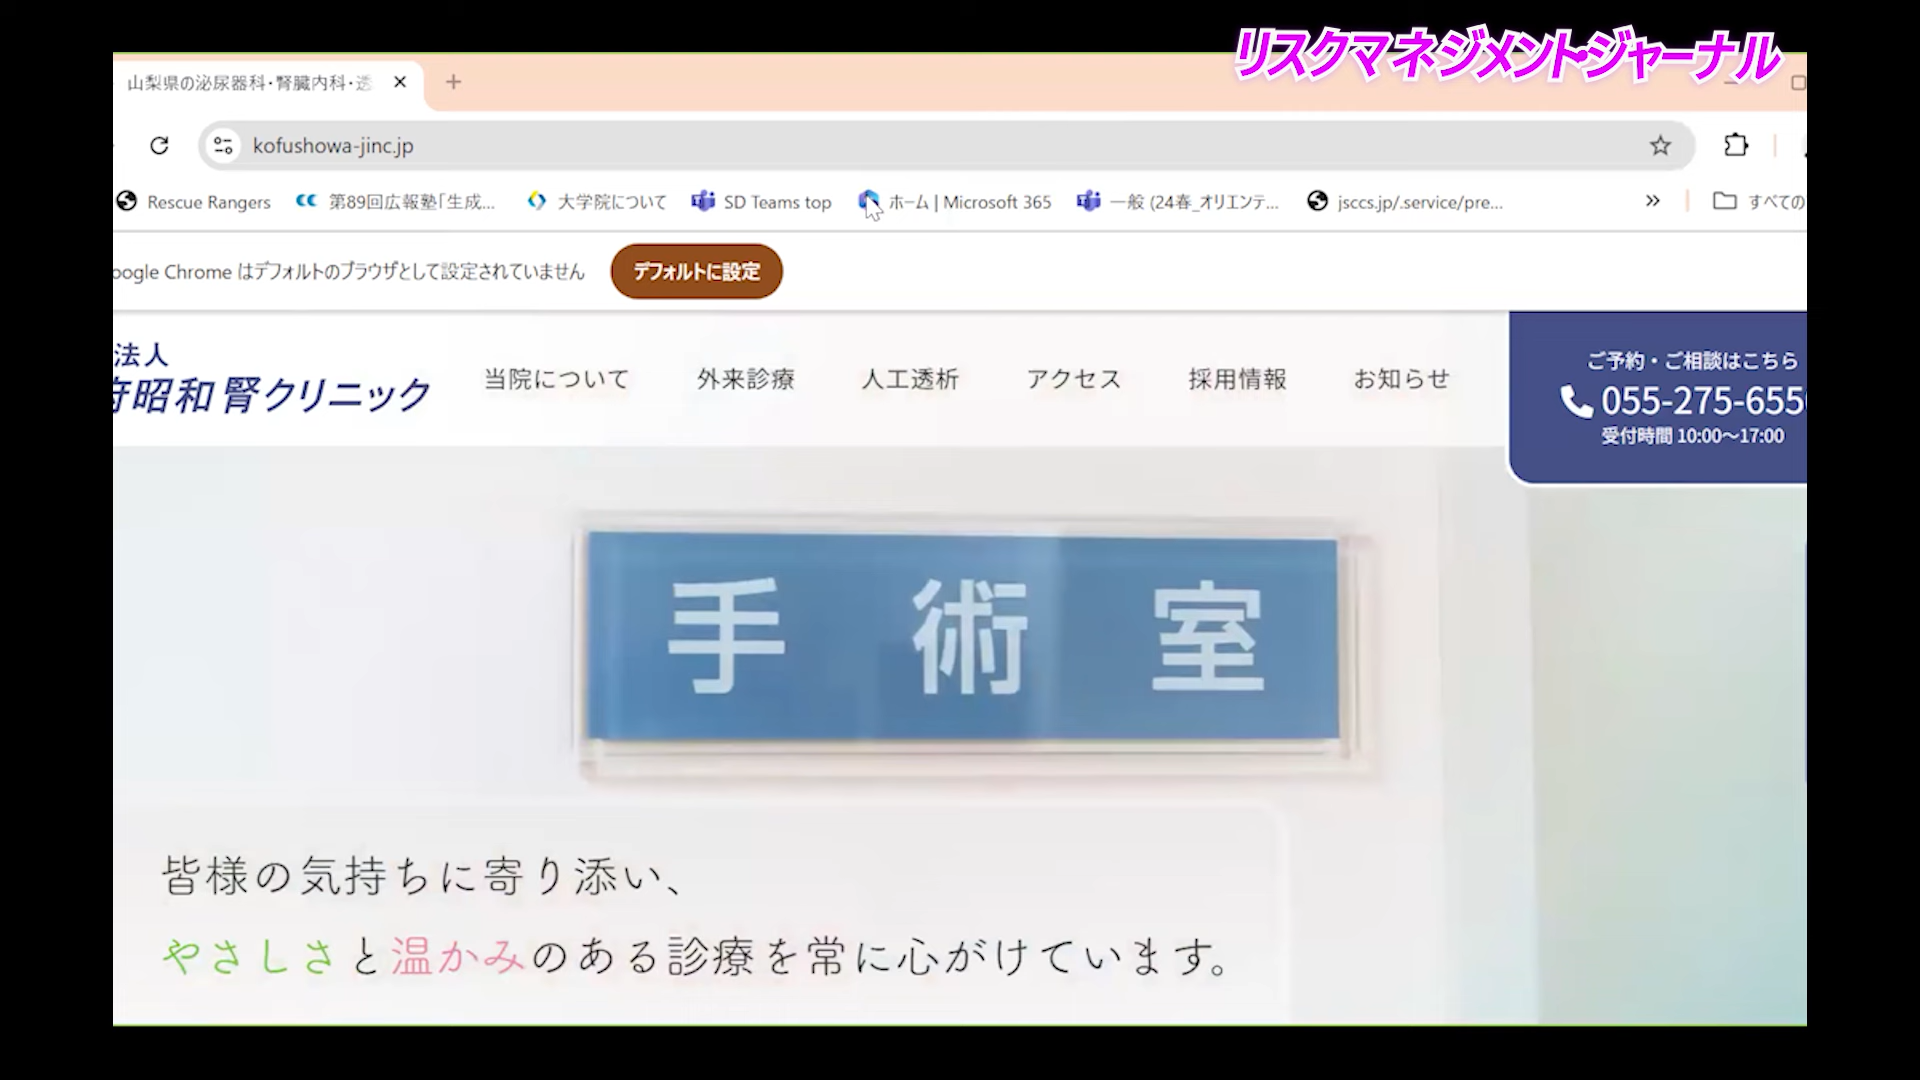 リスクマネジメント・ジャーナル
山梨県の泌尿器科・腎臓内科・透
kofushowa-jinc.jp
Rescue Rangers
第89回広報塾「生成...
大学院について
SD Teams top
ホーム | Microsoft 365
一般 (24春_オリエンテ...
jsccs.jp/.service/pre...
すべての
oogle Chrome はデフォルトのブラウザとして設定されていません
デフォルトに設定
法人
府昭和腎クリニック
当院について
外来診療
人工透析
アクセス
採用情報
お知らせ
ご予約・ご相談はこちら
055-275-655
受付時間 10:00〜17:00
手術室
皆様の気持ちに寄り添い、
やさしさと温かみのある診療を常に心がけています。